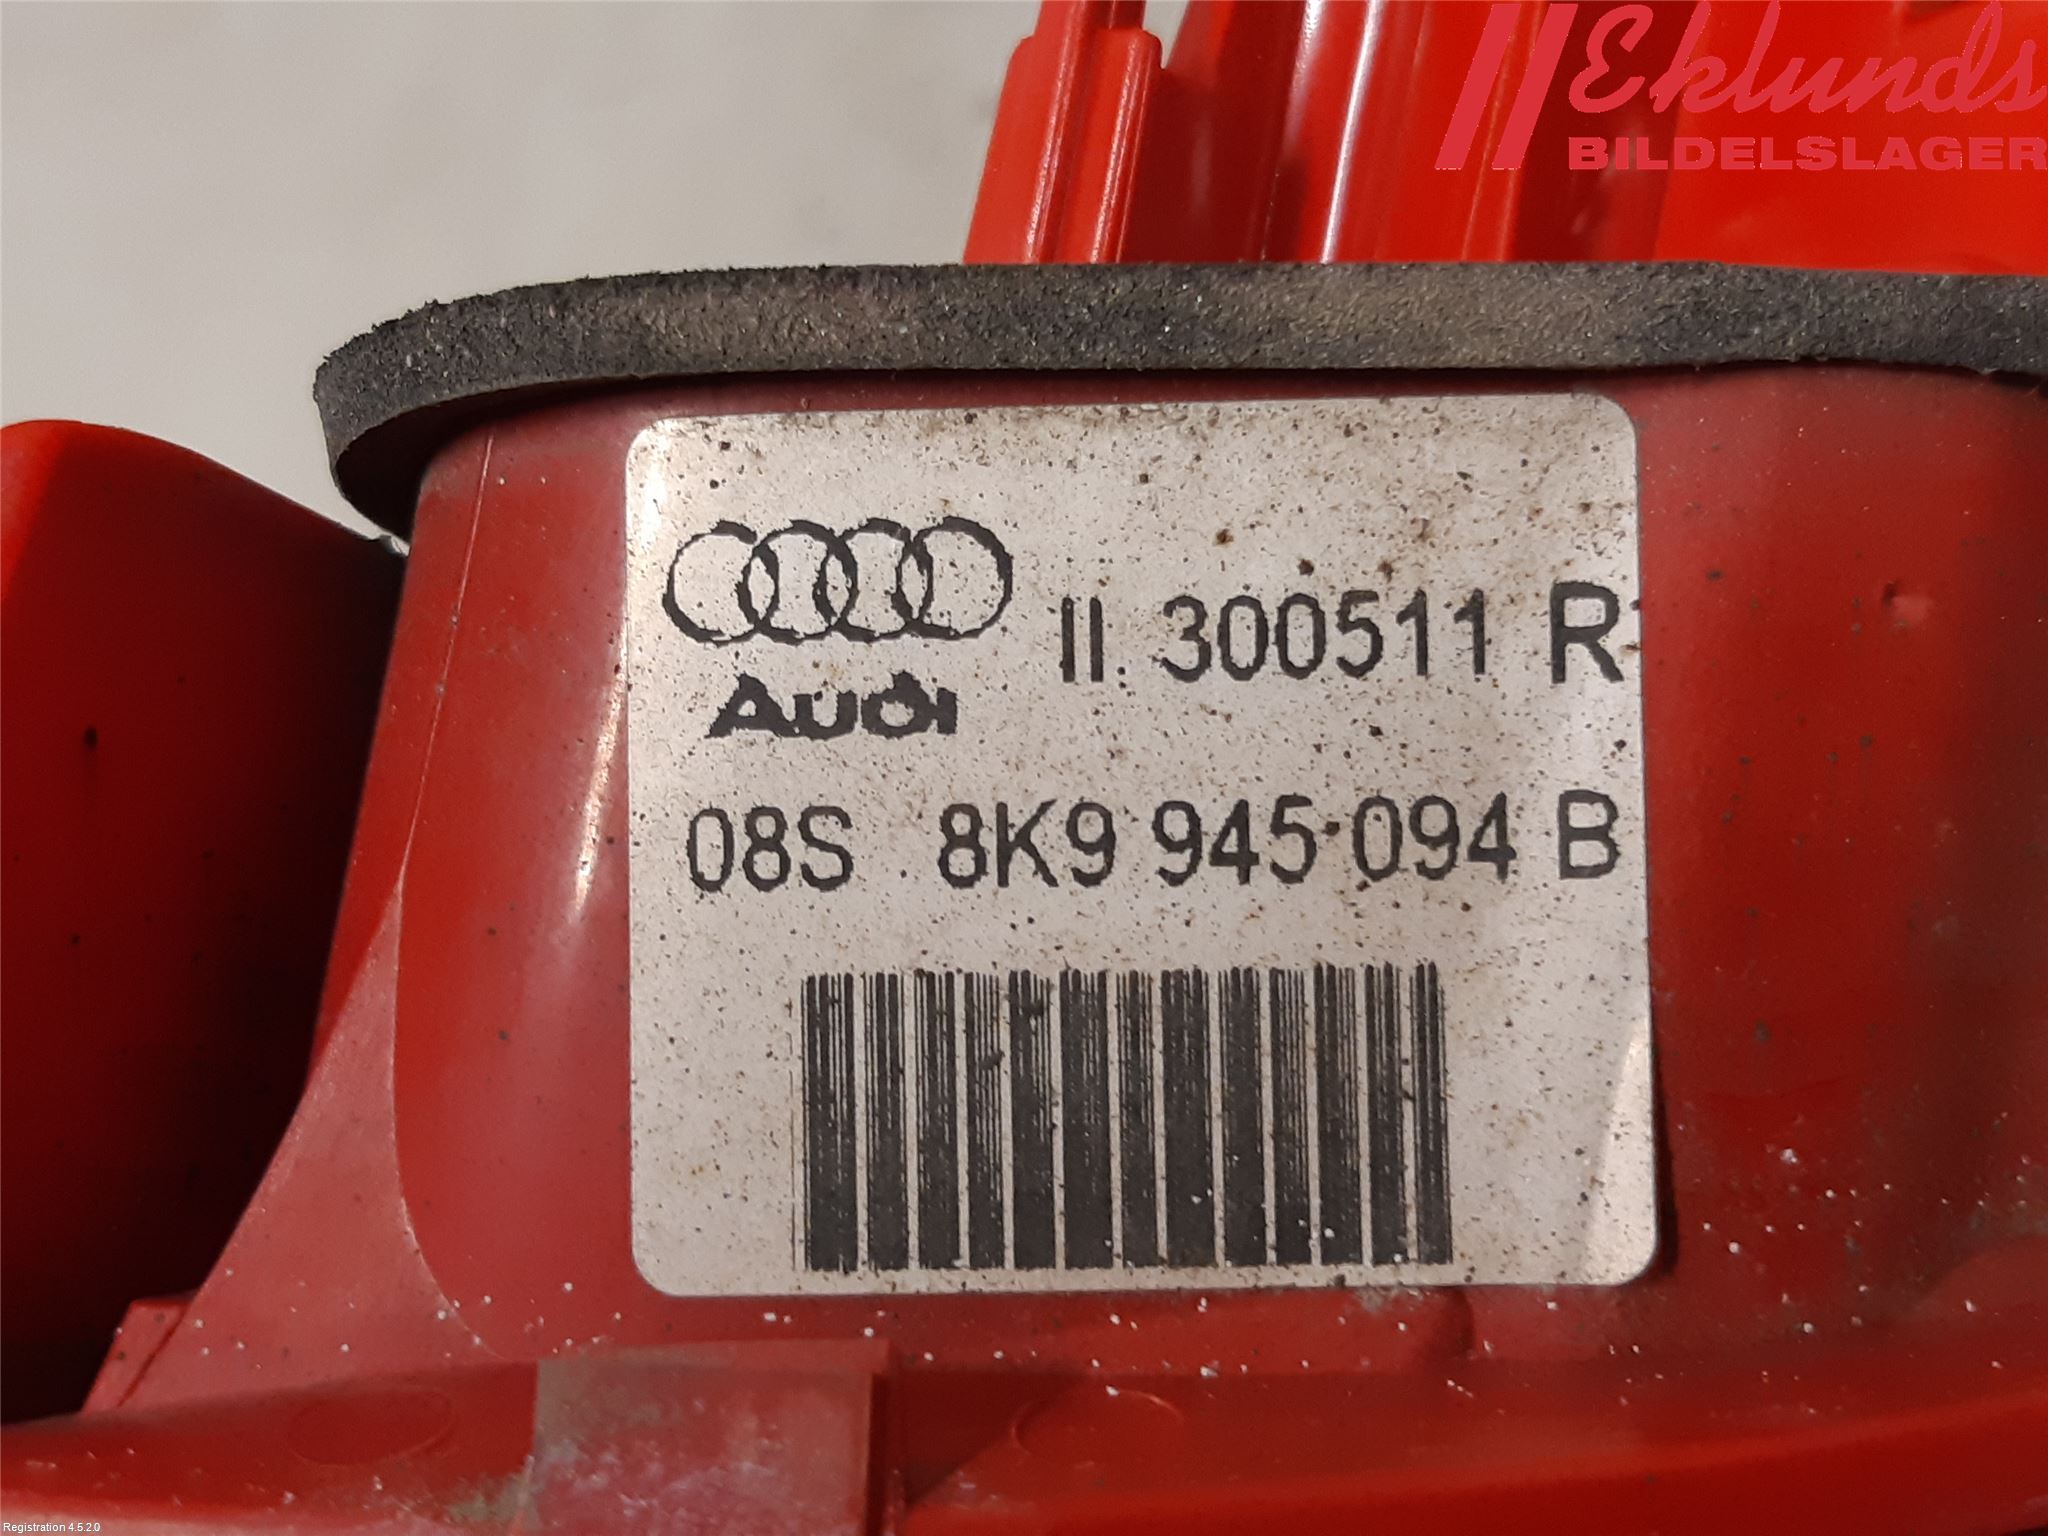 Eklunds
BILDELSLAGER
II. 300511 R
Audi
08S 8K9 945 094 B
Registration 4.5.2.0